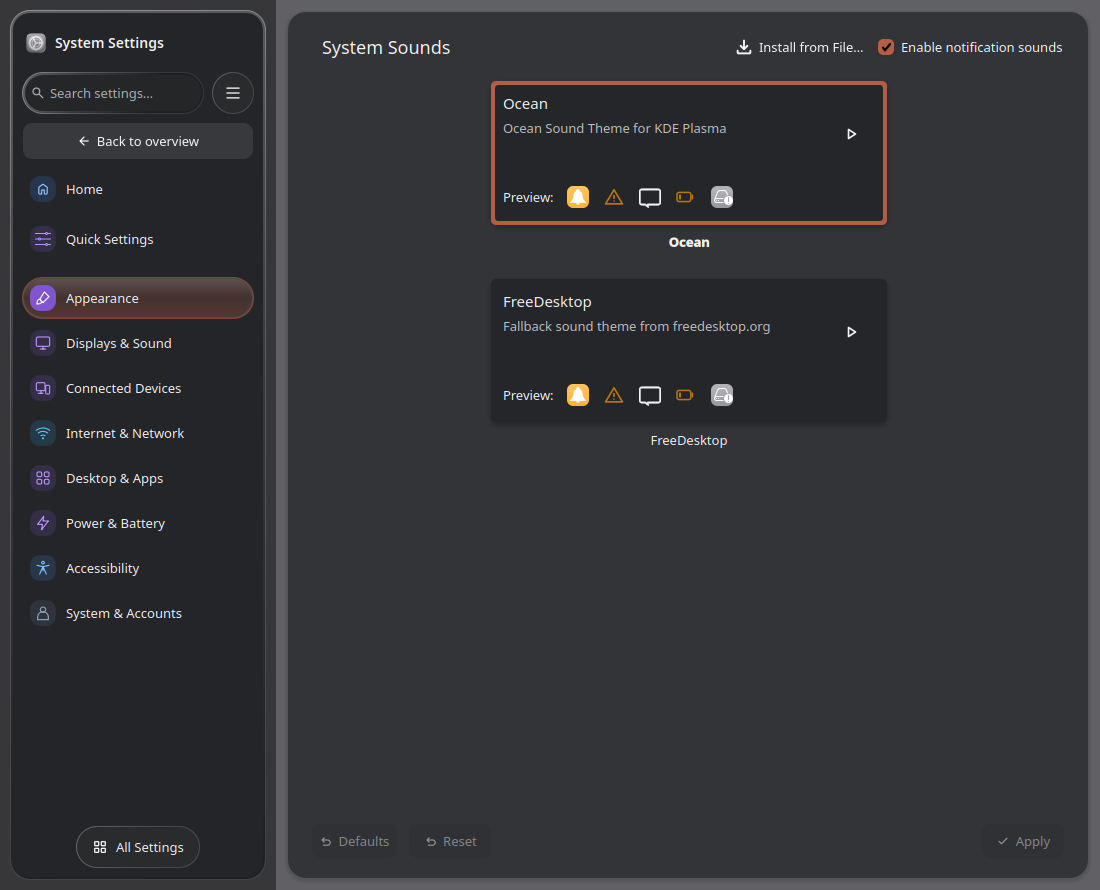 System Settings
Search settings...
Back to overview
Home
Quick Settings
Appearance
Displays & Sound
Connected Devices
Internet & Network
Desktop & Apps
Power & Battery
Accessibility
System & Accounts
All Settings
System Sounds
Install from File...
Enable notification sounds
Ocean
Ocean Sound Theme for KDE Plasma
Preview:
Ocean
FreeDesktop
Fallback sound theme from freedesktop.org
Preview:
FreeDesktop
Defaults
Reset
Apply